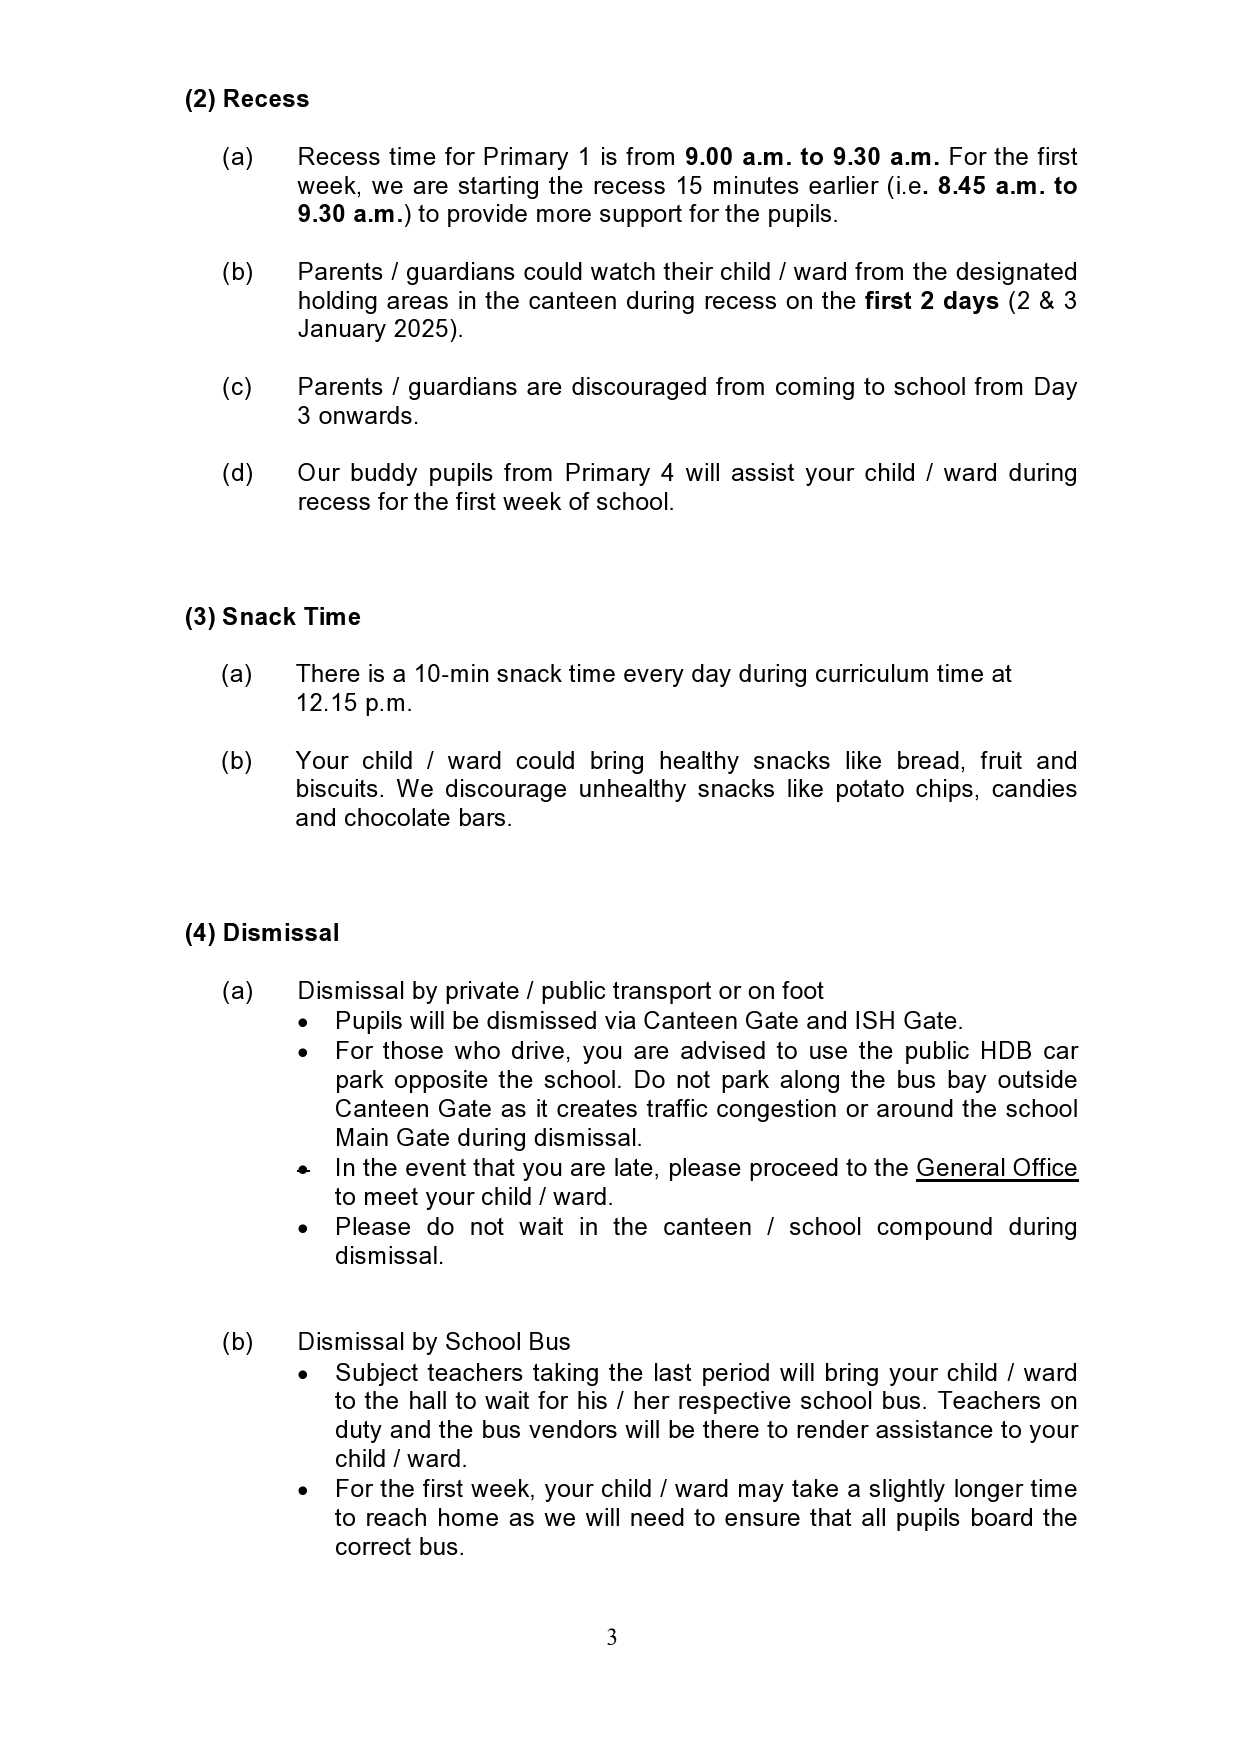 (2) Recess
(a) Recess time for Primary 1 is from 9.00 a.m. to 9.30 a.m. For the first
week, we are starting the recess 15 minutes earlier (i.e. 8.45 a.m. to
9.30 a.m.) to provide more support for the pupils.
(b) Parents / guardians could watch their child / ward from the designated
holding areas in the canteen during recess on the first 2 days (2 & 3
January 2025).
(c) Parents / guardians are discouraged from coming to school from Day
3 onwards.
(d) Our buddy pupils from Primary 4 will assist your child / ward during
recess for the first week of school.
(3) Snack Time
(a) There is a 10-min snack time every day during curriculum time at
12.15 p.m.
(b) Your child / ward could bring healthy snacks like bread, fruit and
biscuits. We discourage unhealthy snacks like potato chips, candies
and chocolate bars.
(4) Dismissal
(a) Dismissal by private / public transport or on foot
• Pupils will be dismissed via Canteen Gate and ISH Gate.
• For those who drive, you are advised to use the public HDB car
park opposite the school. Do not park along the bus bay outside
Canteen Gate as it creates traffic congestion or around the school
Main Gate during dismissal.
• In the event that you are late, please proceed to the General Office
to meet your child / ward.
• Please do not wait in the canteen / school compound during
dismissal.
(b) Dismissal by School Bus
• Subject teachers taking the last period will bring your child / ward
to the hall to wait for his / her respective school bus. Teachers on
duty and the bus vendors will be there to render assistance to your
child / ward.
• For the first week, your child / ward may take a slightly longer time
to reach home as we will need to ensure that all pupils board the
correct bus.
3